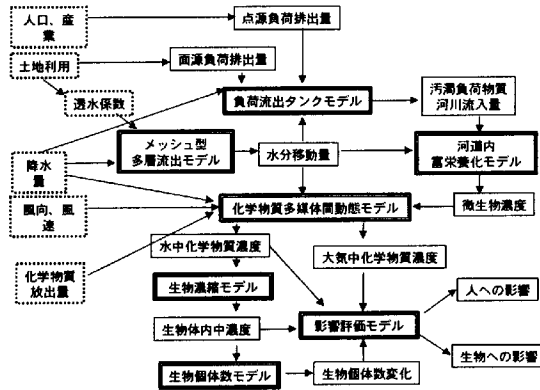 人口、産
業
点源負荷排出量
土地利用
面源負荷排出量
透水係数
負荷流出タンクモデル
汚濁負荷物質
河川流入量
メッシュ型
多層流出モデル
水分移動量
河道内
富栄養化モデル
降水
量
風向、風
速
化学物質多媒体間動態モデル
微生物濃度
水中化学物質濃度
大気中化学物質濃度
化学物質
放出量
生物濃縮モデル
人への影響
生物体内中濃度
影響評価モデル
生物への影響
生物個体数モデル
生物個体数変化